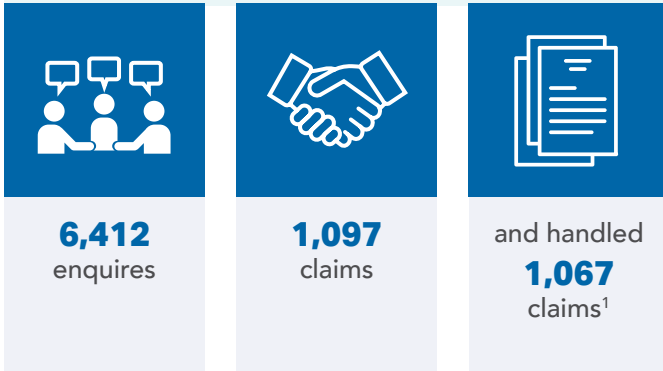 6,412
enquires
1,097
claims
and handled
1,067
claims¹